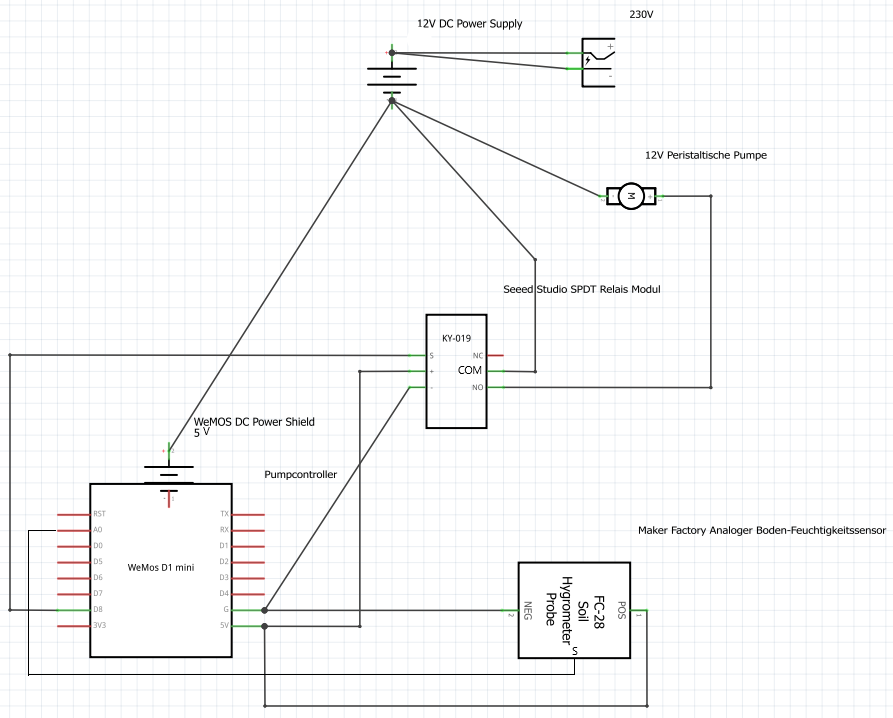 230V
12V DC Power Supply
+
-
12V Peristaltische Pumpe
M
Seeed Studio SPDT Relais Modul
KY-019
S
NC
+
COM
-
NO
WeMOS DC Power Shield
5 V
Pumpcontroller
RST
TX
A0
RX
D0
D1
D5
D2
WeMos D1 mini
D6
D3
D7
D4
D8
G
3V3
5V
Maker Factory Analoger Boden-Feuchtigkeitssensor
NEG
FC-28
Soil
Hygrometer
Probe
POS
S